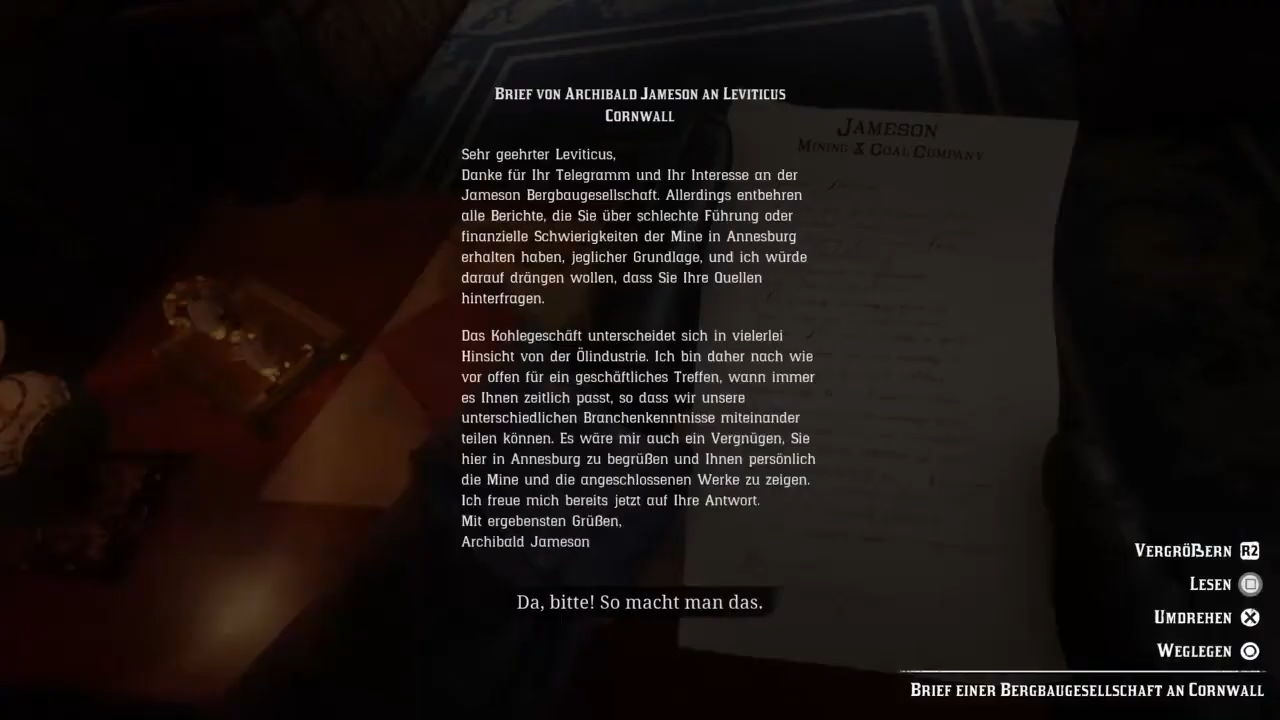 BRIEF VON ARCHIBALD JAMESON AN LEVITICUS
CORNWALL
Sehr geehrter Leviticus,
Danke für Ihr Telegramm und Ihr Interesse an der
Jameson Bergbaugesellschaft. Allerdings entbehren
alle Berichte, die Sie über schlechte Führung oder
finanzielle Schwierigkeiten der Mine in Annesburg
erhalten haben, jeglicher Grundlage, und ich würde
darauf drängen wollen, dass Sie Ihre Quellen
hinterfragen.
Das Kohlegeschäft unterscheidet sich in vielerlei
Hinsicht von der Ölindustrie. Ich bin daher nach wie
vor offen für ein geschäftliches Treffen, wann immer
es Ihnen zeitlich passt, so dass wir unsere
unterschiedlichen Branchenkenntnisse miteinander
teilen können. Es wäre mir auch ein Vergnügen, Sie
hier in Annesburg zu begrüßen und Ihnen persönlich
die Mine und die angeschlossenen Werke zu zeigen.
Ich freue mich bereits jetzt auf Ihre Antwort.
Mit ergebensten Grüßen,
Archibald Jameson
JAMESON
MINING & COAL COMPANY
Da, bitte! So macht man das.
VERGRÖßERN R2
LESEN
UMDREHEN
WEGLEGEN
BRIEF EINER BERGBAUGESELLSCHAFT AN CORNWALL